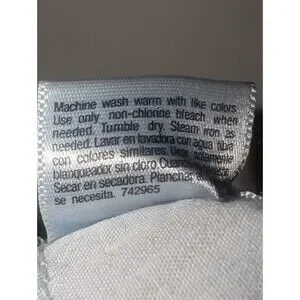 Machine wash warm with like colors.
Use only non-chlorine bleach when
needed. Tumble dry. Steam iron as
needed. Lavar en lavadora con agua tibia
con colores similares. Usar solamente
blanqueador sin cloro, Cuando
Secar en secadora. Planchar
se necesita. 742965